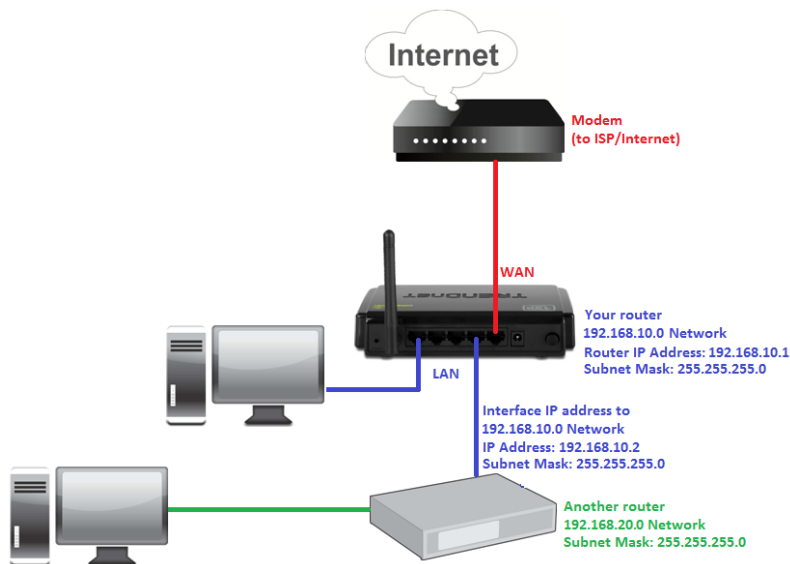 Internet
Modem
(to ISP/Internet)
WAN
TRENDnet
Your router
192.168.10.0 Network
Router IP Address: 192.168.10.1
Subnet Mask: 255.255.255.0
LAN
Interface IP address to
192.168.10.0 Network
IP Address: 192.168.10.2
Subnet Mask: 255.255.255.0
Another router
192.168.20.0 Network
Subnet Mask: 255.255.255.0